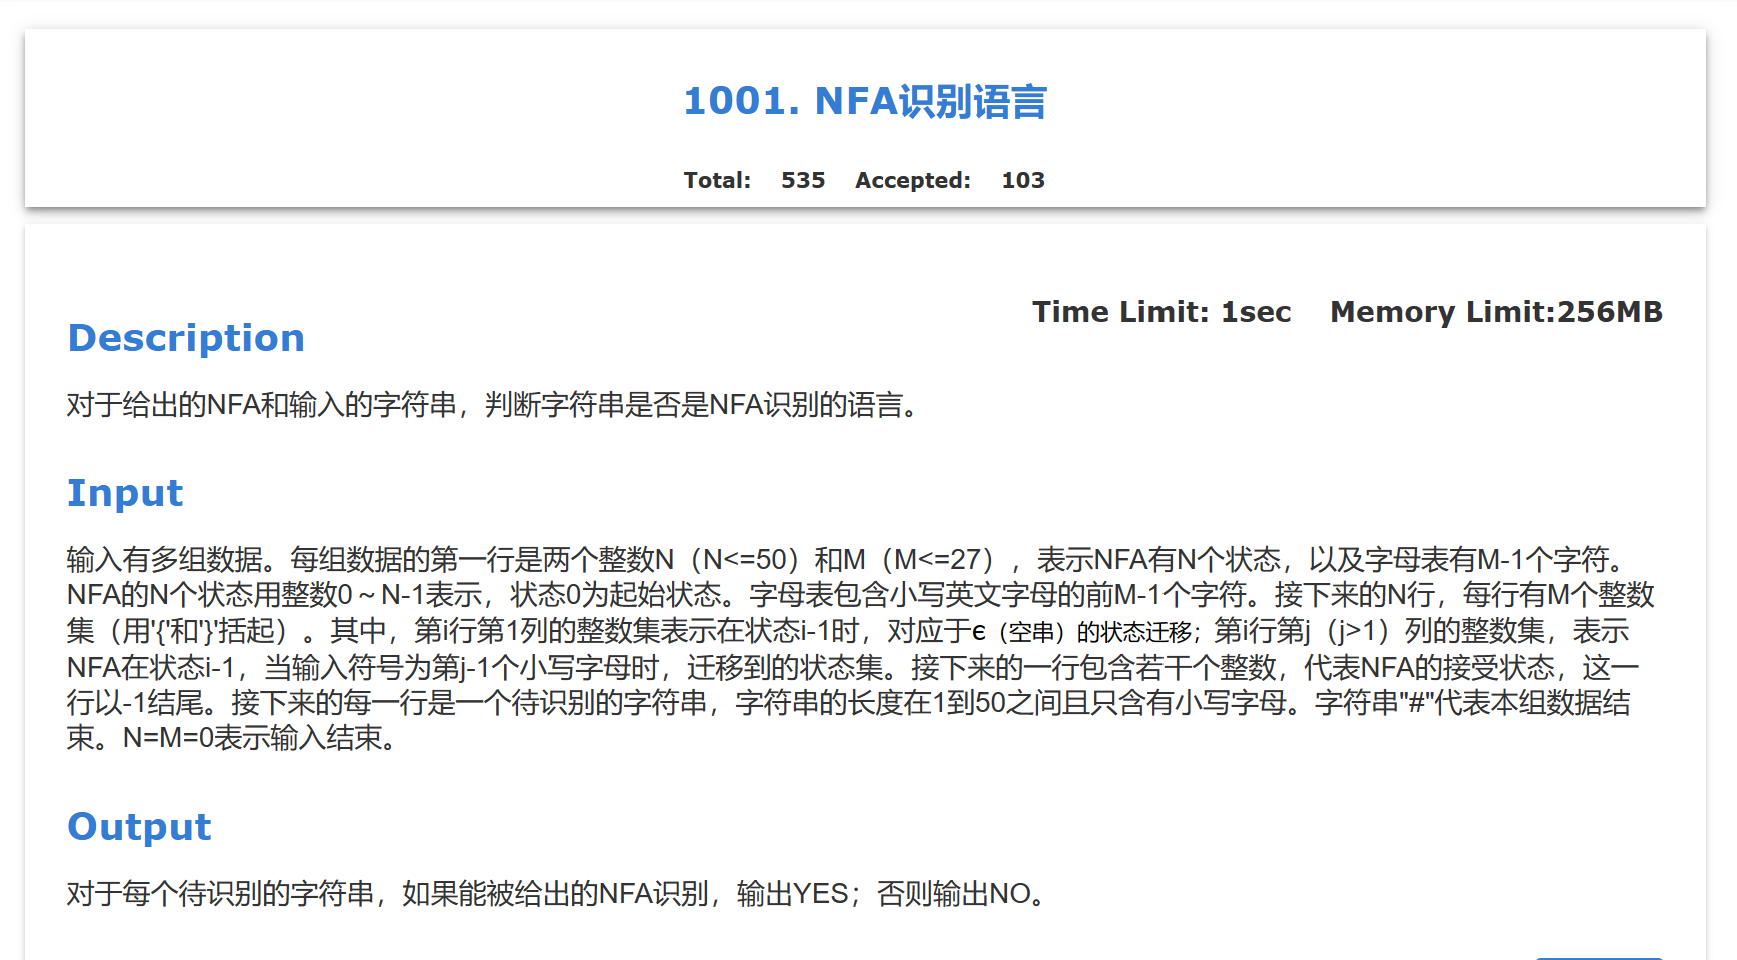 1001. NFA识别语言
Total: 535 Accepted: 103
Time Limit: 1sec Memory Limit:256MB
Description
对于给出的NFA和输入的字符串，判断字符串是否是NFA识别的语言。
Input
输入有多组数据。每组数据的第一行是两个整数N（N<=50）和M（M<=27），表示NFA有N个状态，以及字母表有M-1个字符。
NFA的N个状态用整数0～N-1表示，状态0为起始状态。字母表包含小写英文字母的前M-1个字符。接下来的N行，每行有M个整数
集（用'{'和'}'括起）。其中，第i行第1列的整数集表示在状态i-1时，对应于ϵ（空串）的状态迁移；第i行第j（j>1）列的整数集，表示
NFA在状态i-1，当输入符号为第j-1个小写字母时，迁移到的状态集。接下来的一行包含若干个整数，代表NFA的接受状态，这一
行以-1结尾。接下来的每一行是一个待识别的字符串，字符串的长度在1到50之间且只含有小写字母。字符串"#"代表本组数据结
束。N=M=0表示输入结束。
Output
对于每个待识别的字符串，如果能被给出的NFA识别，输出YES；否则输出NO。